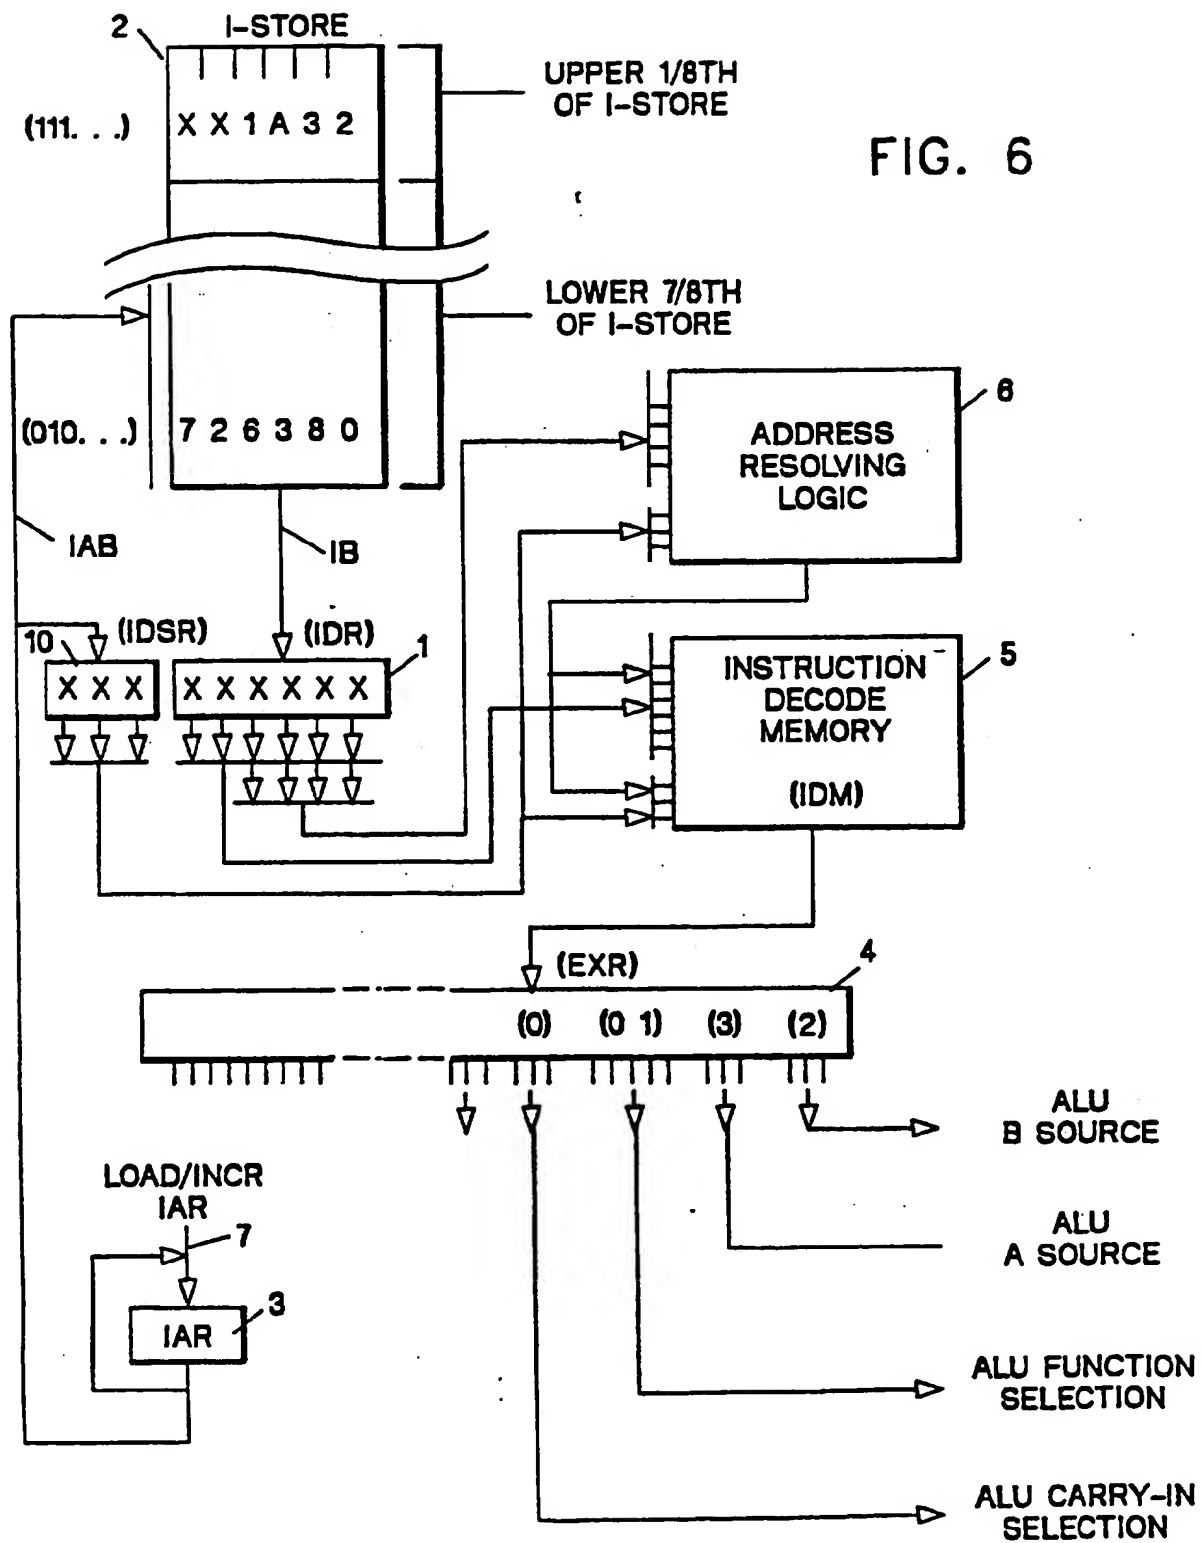 I-STORE
2
UPPER 1/8TH
OF I-STORE
(111. . .)
X X 1 A 3 2
FIG. 6
LOWER 7/8TH
OF I-STORE
(010. . .)
7 2 6 3 8 0
6
ADDRESS
RESOLVING
LOGIC
IAB
IB
10
(IDSR)
(IDR)
1
X X X
X X X X X X
5
INSTRUCTION
DECODE
MEMORY
(IDM)
(EXR)
4
(0)
(0 1)
(3)
(2)
ALU
B SOURCE
LOAD/INCR
IAR
7
ALU
A SOURCE
3
IAR
ALU FUNCTION
SELECTION
ALU CARRY-IN
SELECTION